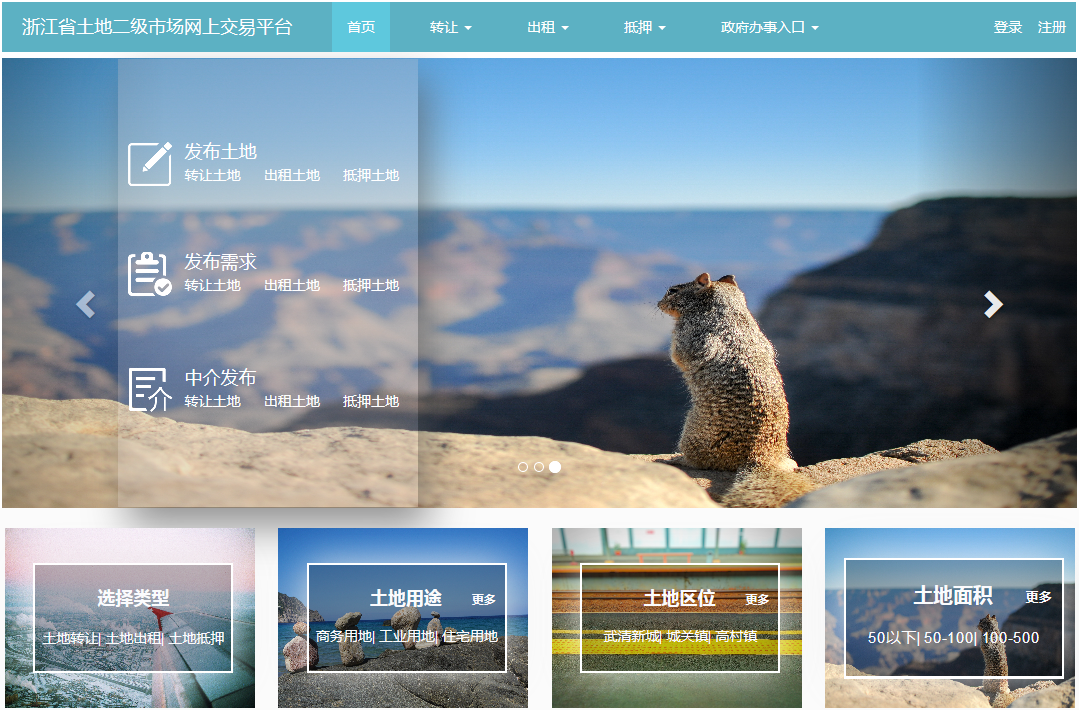 浙江省土地二级市场网上交易平台 首页 转让 出租 抵押 政府办事入口 登录 注册
发布土地
转让土地 出租土地 抵押土地
发布需求
转让土地 出租土地 抵押土地
中介发布
转让土地 出租土地 抵押土地
选择类型
土地转让| 土地出租| 土地抵押
土地用途 更多
商务用地| 工业用地| 住宅用地
土地区位 更多
武清新城| 城关镇| 高村镇
土地面积 更多
50以下| 50-100| 100-500